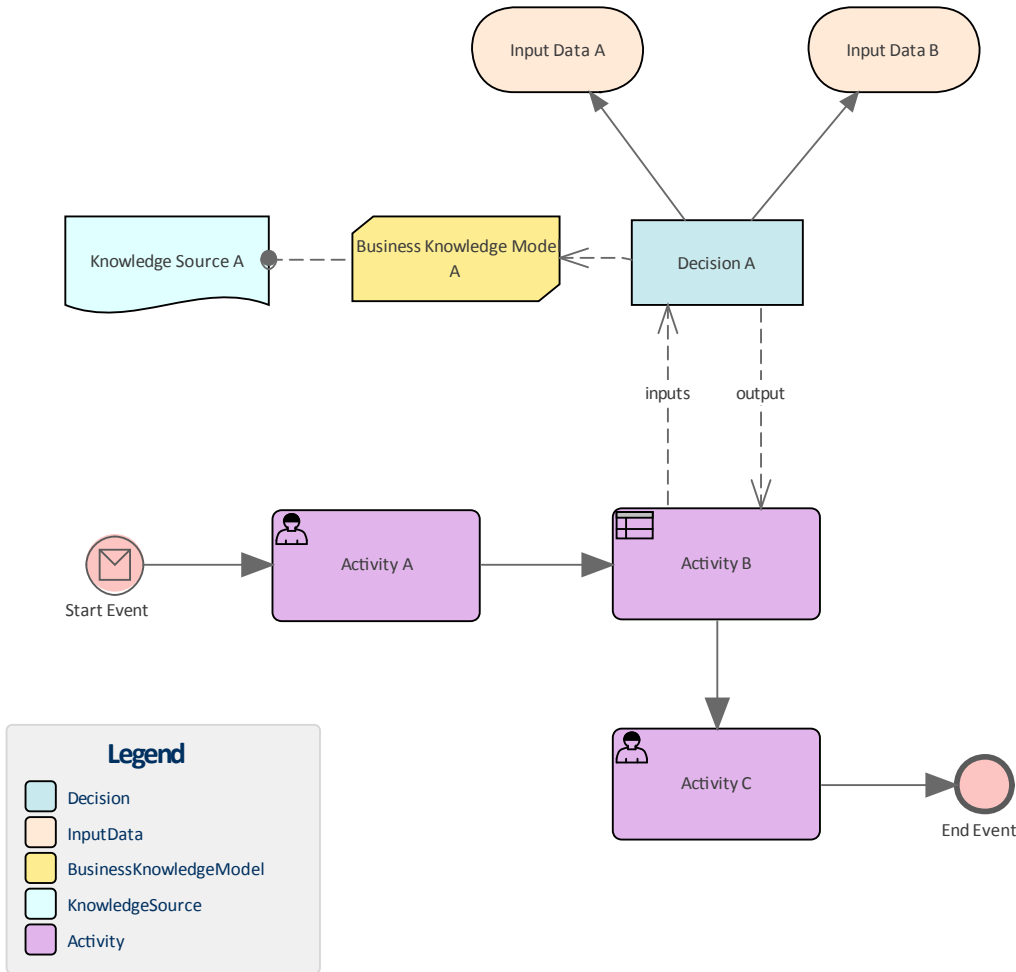 Input Data A
Input Data B
Knowledge Source A
Business Knowledge Mode
A
Decision A
inputs
output
Activity A
Activity B
Start Event
Activity C
End Event
Legend
Decision
InputData
BusinessKnowledgeModel
KnowledgeSource
Activity